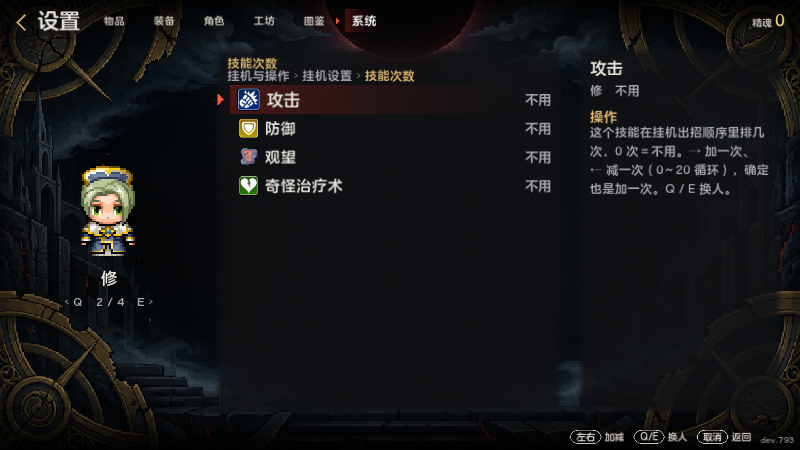 设置
物品
装备
角色
工坊
图鉴
系统
精魂 0
技能次数
挂机与操作 > 挂机设置 > 技能次数
攻击 不用
防御 不用
观望 不用
奇怪治疗术 不用
修
<Q 2/4 E>
攻击
修 不用
操作
这个技能在挂机出招顺序里排几
次，0 次=不用。→ 加一次、
← 减一次（0~20 循环），确定
也是加一次。Q / E 换人。
左右 加减
Q/E 换人
取消 返回
dev.793